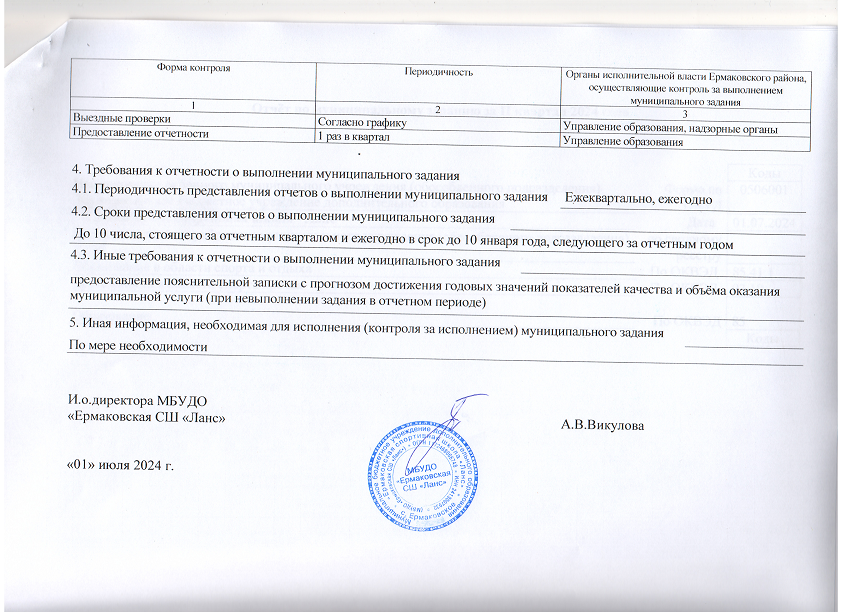 Форма контроля
Периодичность
Органы исполнительной власти Ермаковского района,
осуществляющие контроль за выполнением
муниципального задания
1
2
3
Выездные проверки
Согласно графику
Управление образования, надзорные органы
Предоставление отчетности
1 раз в квартал
Управление образования
4. Требования к отчетности о выполнении муниципального задания
4.1. Периодичность представления отчетов о выполнении муниципального задания Ежеквартально, ежегодно
4.2. Сроки представления отчетов о выполнении муниципального задания
До 10 числа, стоящего за отчетным кварталом и ежегодно в срок до 10 января года, следующего за отчетным годом
4.3. Иные требования к отчетности о выполнении муниципального задания
предоставление пояснительной записки с прогнозом достижения годовых значений показателей качества и объёма оказания
муниципальной услуги (при невыполнении задания в отчетном периоде)
5. Иная информация, необходимая для исполнения (контроля за исполнением) муниципального задания
По мере необходимости
И.о.директора МБУДО
«Ермаковская СШ «Ланс»
А.В.Викулова
«01» июля 2024 г.
МБУДО
«Ермаковская
СШ «Ланс»
с. Ермаковское